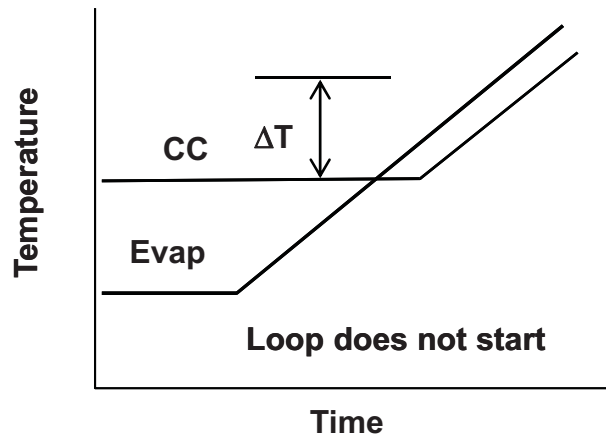 Temperature
CC
ΔT
Evap
Loop does not start
Time